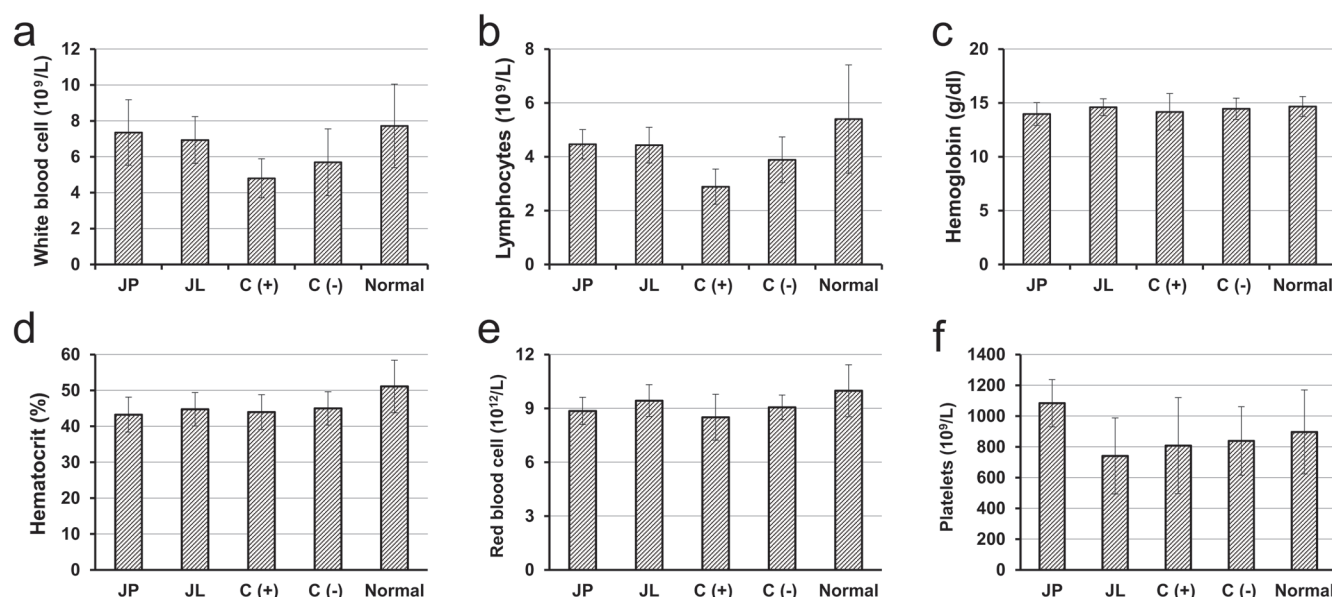 a
White blood cell (10⁹/L)
12
10
8
6
4
2
0
JP JL C (+) C (-) Normal
b
Lymphocytes (10⁹/L)
8
6
4
2
0
JP JL C (+) C (-) Normal
c
Hemoglobin (g/dl)
20
15
10
5
0
JP JL C (+) C (-) Normal
d
Hematocrit (%)
60
50
40
30
20
10
0
JP JL C (+) C (-) Normal
e
Red blood cell (10¹²/L)
12
9
6
3
0
JP JL C (+) C (-) Normal
f
Platelets (10⁹/L)
1400
1200
1000
800
600
400
200
0
JP JL C (+) C (-) Normal